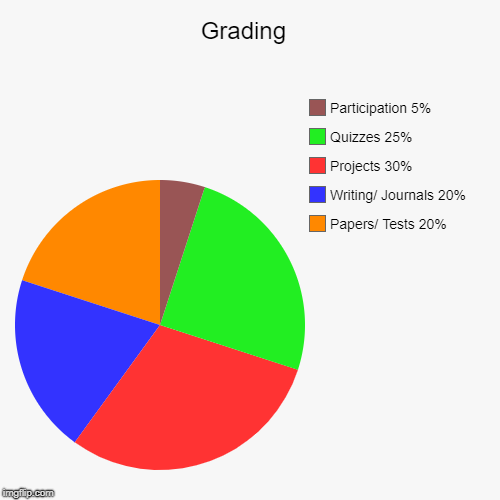 Grading
Participation 5%
Quizzes 25%
Projects 30%
Writing/ Journals 20%
Papers/ Tests 20%
imgflip.com